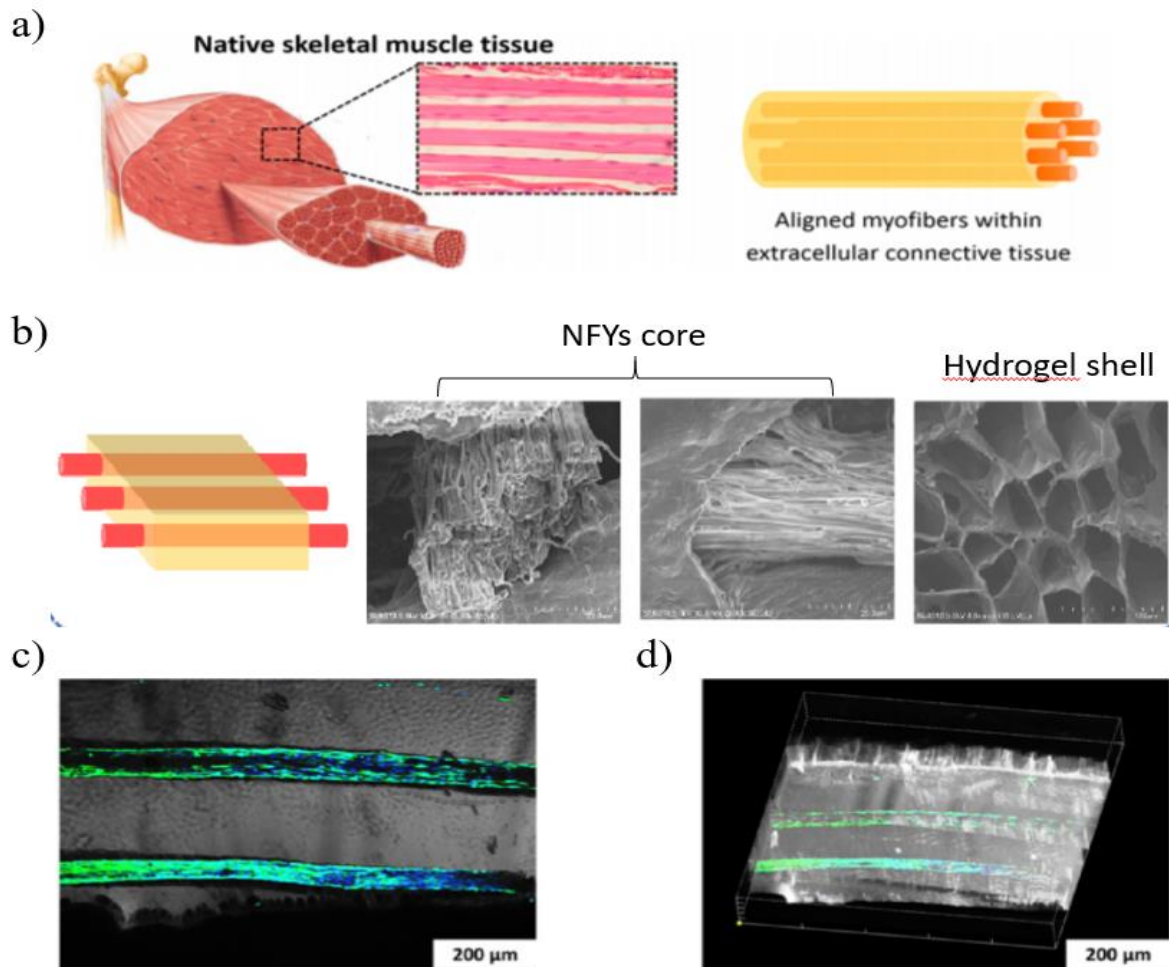 a)
Native skeletal muscle tissue
Aligned myofibers within
extracellular connective tissue
b)
NFYs core
Hydrogel shell
c)
d)
200 µm
200 µm